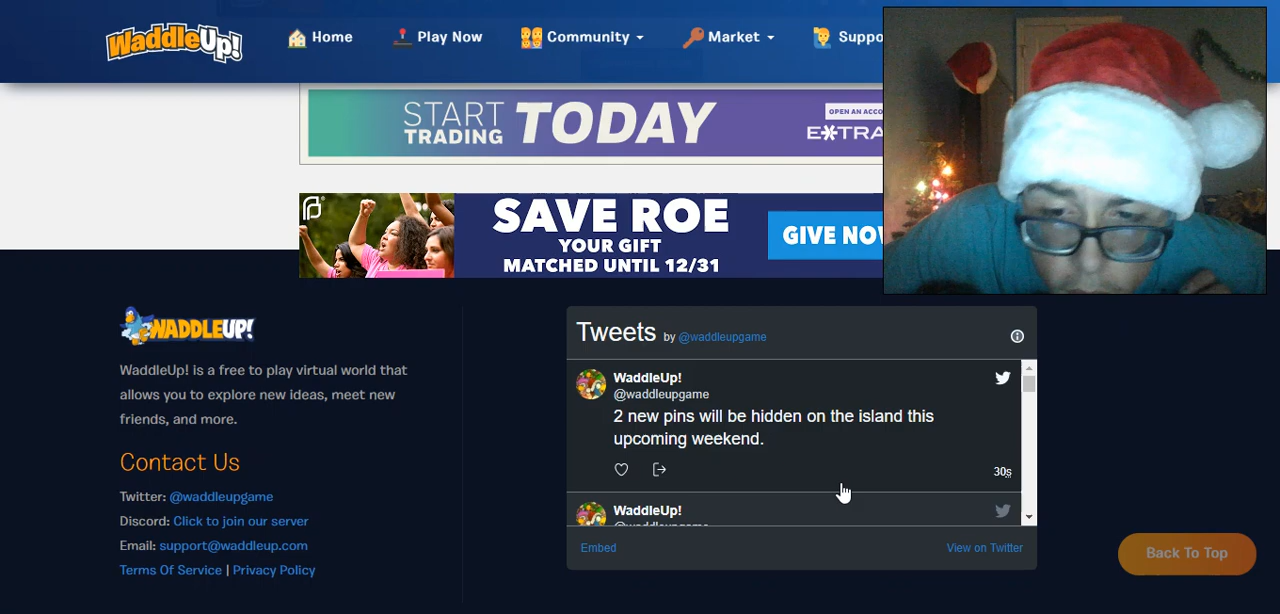 WaddleUp!
Home
Play Now
Community
Market
Suppo
START
TRADING TODAY
OPEN AN ACCO
E*TRA
SAVE ROE
YOUR GIFT
MATCHED UNTIL 12/31
GIVE NOW
WADDLEUP!
WaddleUp! is a free to play virtual world that
allows you to explore new ideas, meet new
friends, and more.
Contact Us
Twitter: @waddleupgame
Discord: Click to join our server
Email: support@waddleup.com
Terms Of Service | Privacy Policy
Tweets by @waddleupgame
WaddleUp!
@waddleupgame
2 new pins will be hidden on the island this
upcoming weekend.
30s
WaddleUp!
@waddleupgame
Embed
View on Twitter
Back To Top